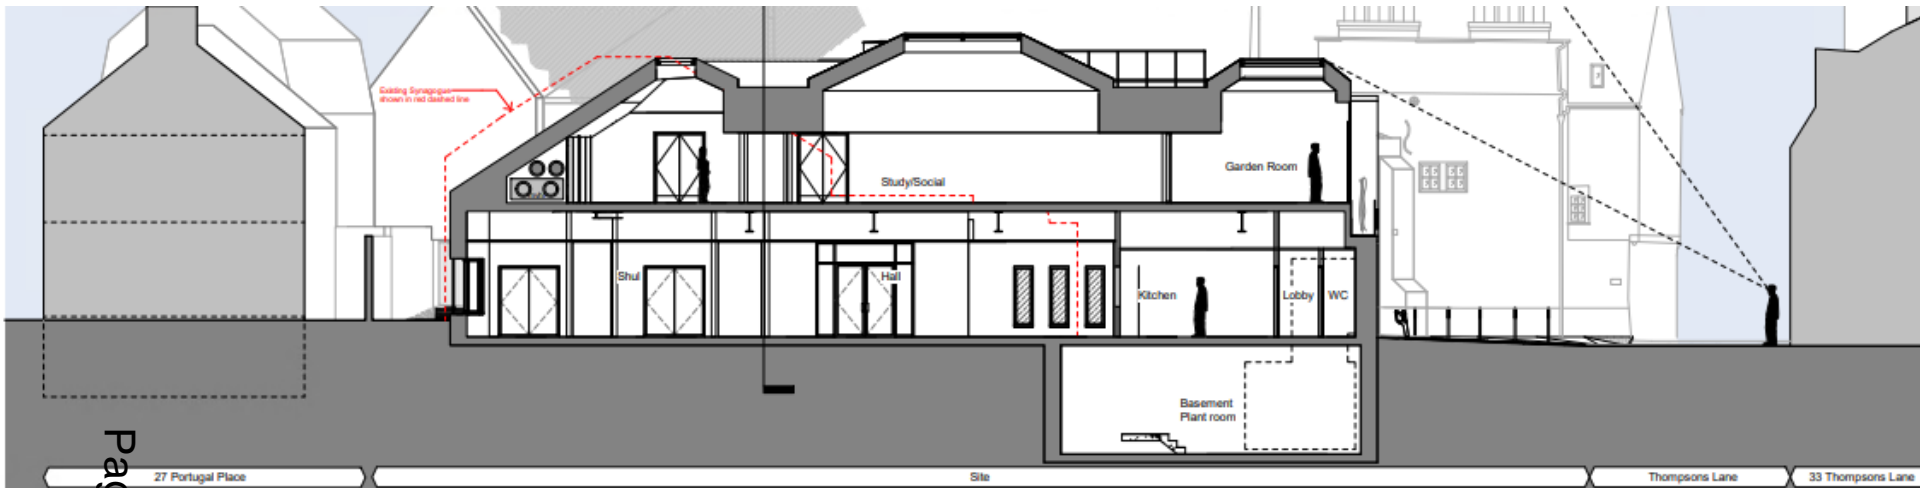 Existing Synagogue
shown in red dashed line
Study/Social
Garden Room
Shul
Hall
Kitchen
Lobby
WC
Basement
Plant room
Pag
27 Portugal Place
Site
Thompsons Lane
33 Thompsons Lane